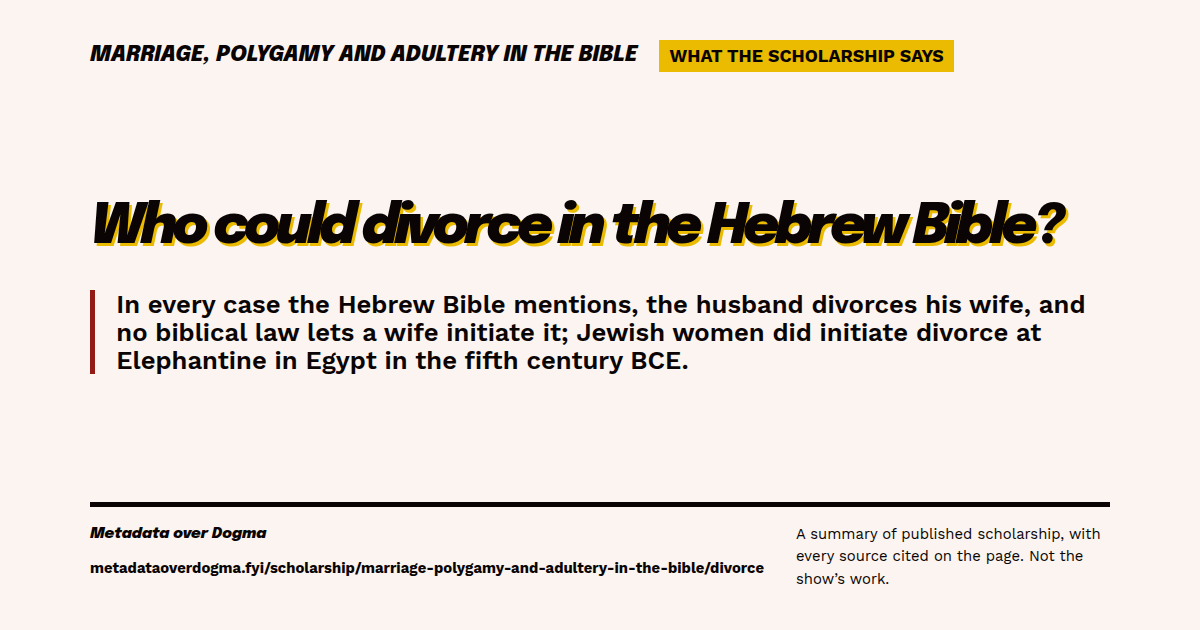 MARRIAGE, POLYGAMY AND ADULTERY IN THE BIBLE
WHAT THE SCHOLARSHIP SAYS
Who could divorce in the Hebrew Bible?
In every case the Hebrew Bible mentions, the husband divorces his wife, and
no biblical law lets a wife initiate it; Jewish women did initiate divorce at
Elephantine in Egypt in the fifth century BCE.
Metadata over Dogma
metadataoverdogma.fyi/scholarship/marriage-polygamy-and-adultery-in-the-bible/divorce
A summary of published scholarship, with
every source cited on the page. Not the
show’s work.